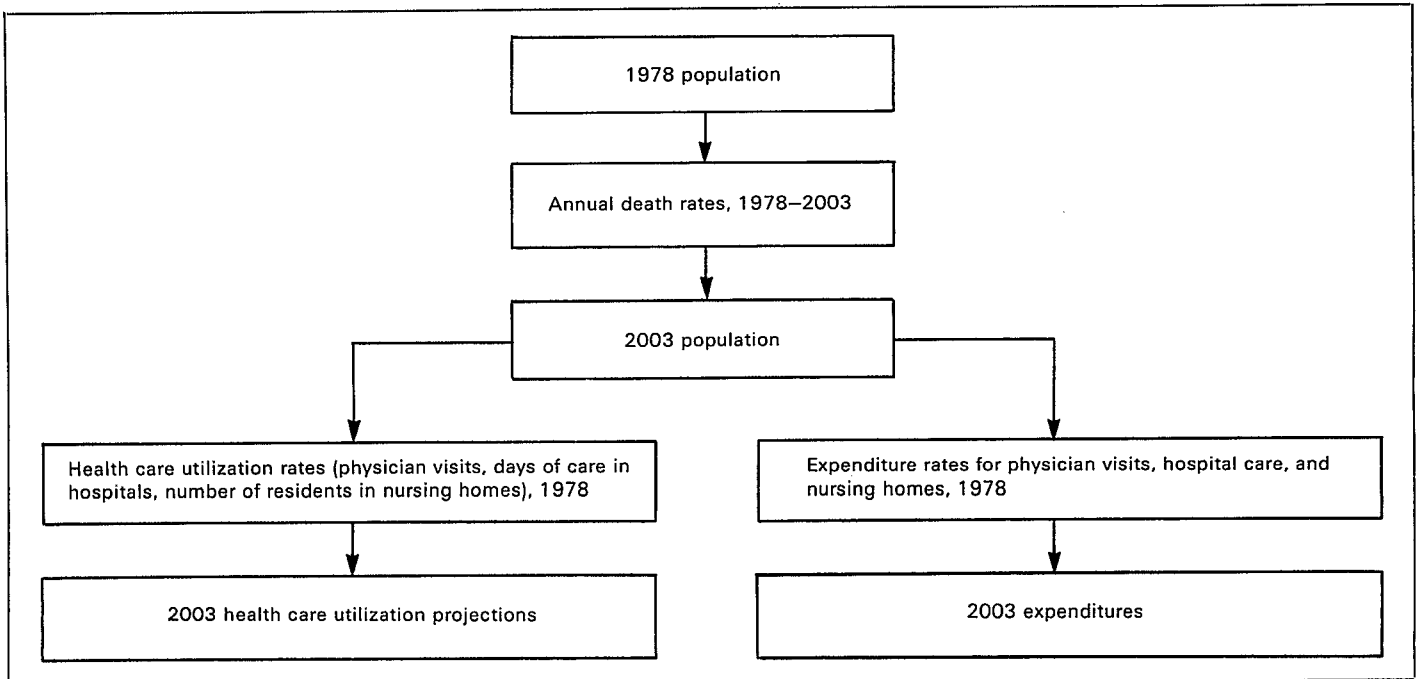 1978 population
Annual death rates, 1978–2003
2003 population
Health care utilization rates (physician visits, days of care in
hospitals, number of residents in nursing homes), 1978
Expenditure rates for physician visits, hospital care, and
nursing homes, 1978
2003 health care utilization projections
2003 expenditures